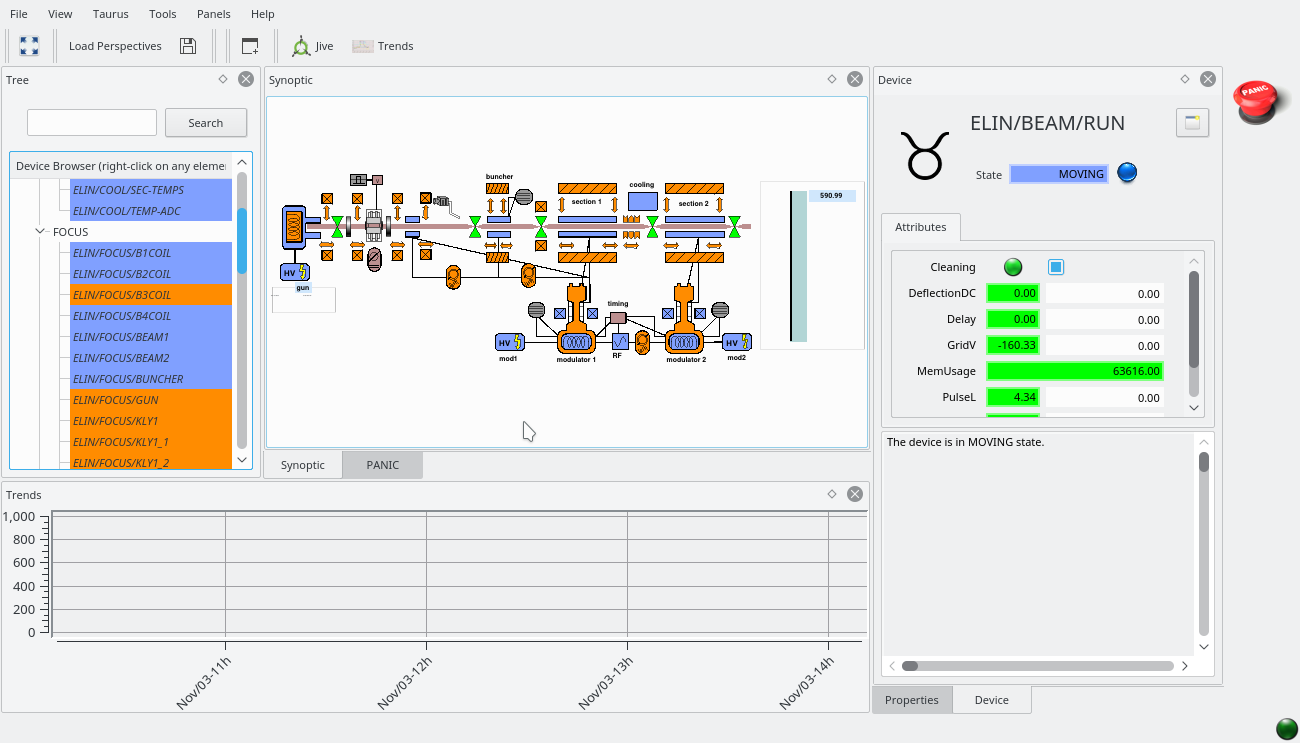 File View Taurus Tools Panels Help
Load Perspectives Jive Trends
Tree
Search
Device Browser (right-click on any eleme
ELIN/COOL/SEC-TEMPS
ELIN/COOL/TEMP-ADC
FOCUS
ELIN/FOCUS/B1COIL
ELIN/FOCUS/B2COIL
ELIN/FOCUS/B3COIL
ELIN/FOCUS/B4COIL
ELIN/FOCUS/BEAM1
ELIN/FOCUS/BEAM2
ELIN/FOCUS/BUNCHER
ELIN/FOCUS/GUN
ELIN/FOCUS/KLY1
ELIN/FOCUS/KLY1_1
ELIN/FOCUS/KLY1_2
Synoptic
buncher
cooling
section 1
section 2
590.99
HV
gun
timing
HV
HV
mod1
modulator 1
RF
modulator 2
mod2
Synoptic PANIC
Trends
1,000
800
600
400
200
0
Nov/03-11h
Nov/03-12h
Nov/03-13h
Nov/03-14h
Device
ELIN/BEAM/RUN
State MOVING
Attributes
Cleaning
DeflectionDC 0.00 0.00
Delay 0.00 0.00
GridV -160.33 0.00
MemUsage 63616.00
PulseL 4.34 0.00
The device is in MOVING state.
Properties Device
PANIC